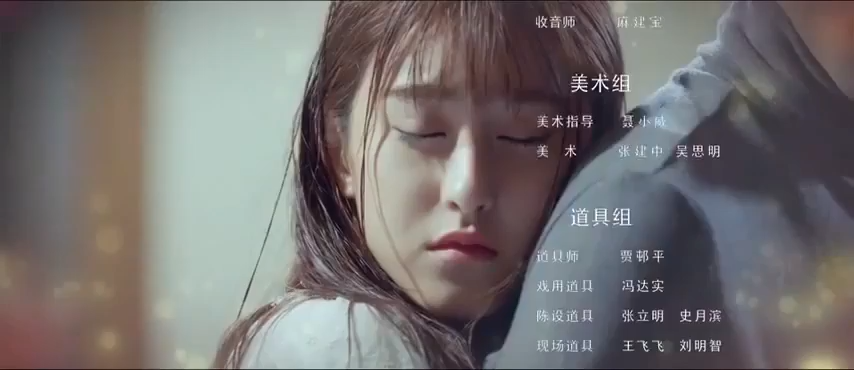 收音师 麻建宝
美术组
美术指导 聂小敏
美 术 张建中 吴思明
道具组
道具师 贾邨平
戏用道具 冯达实
陈设道具 张立明 史月滨
现场道具 王飞飞 刘明智